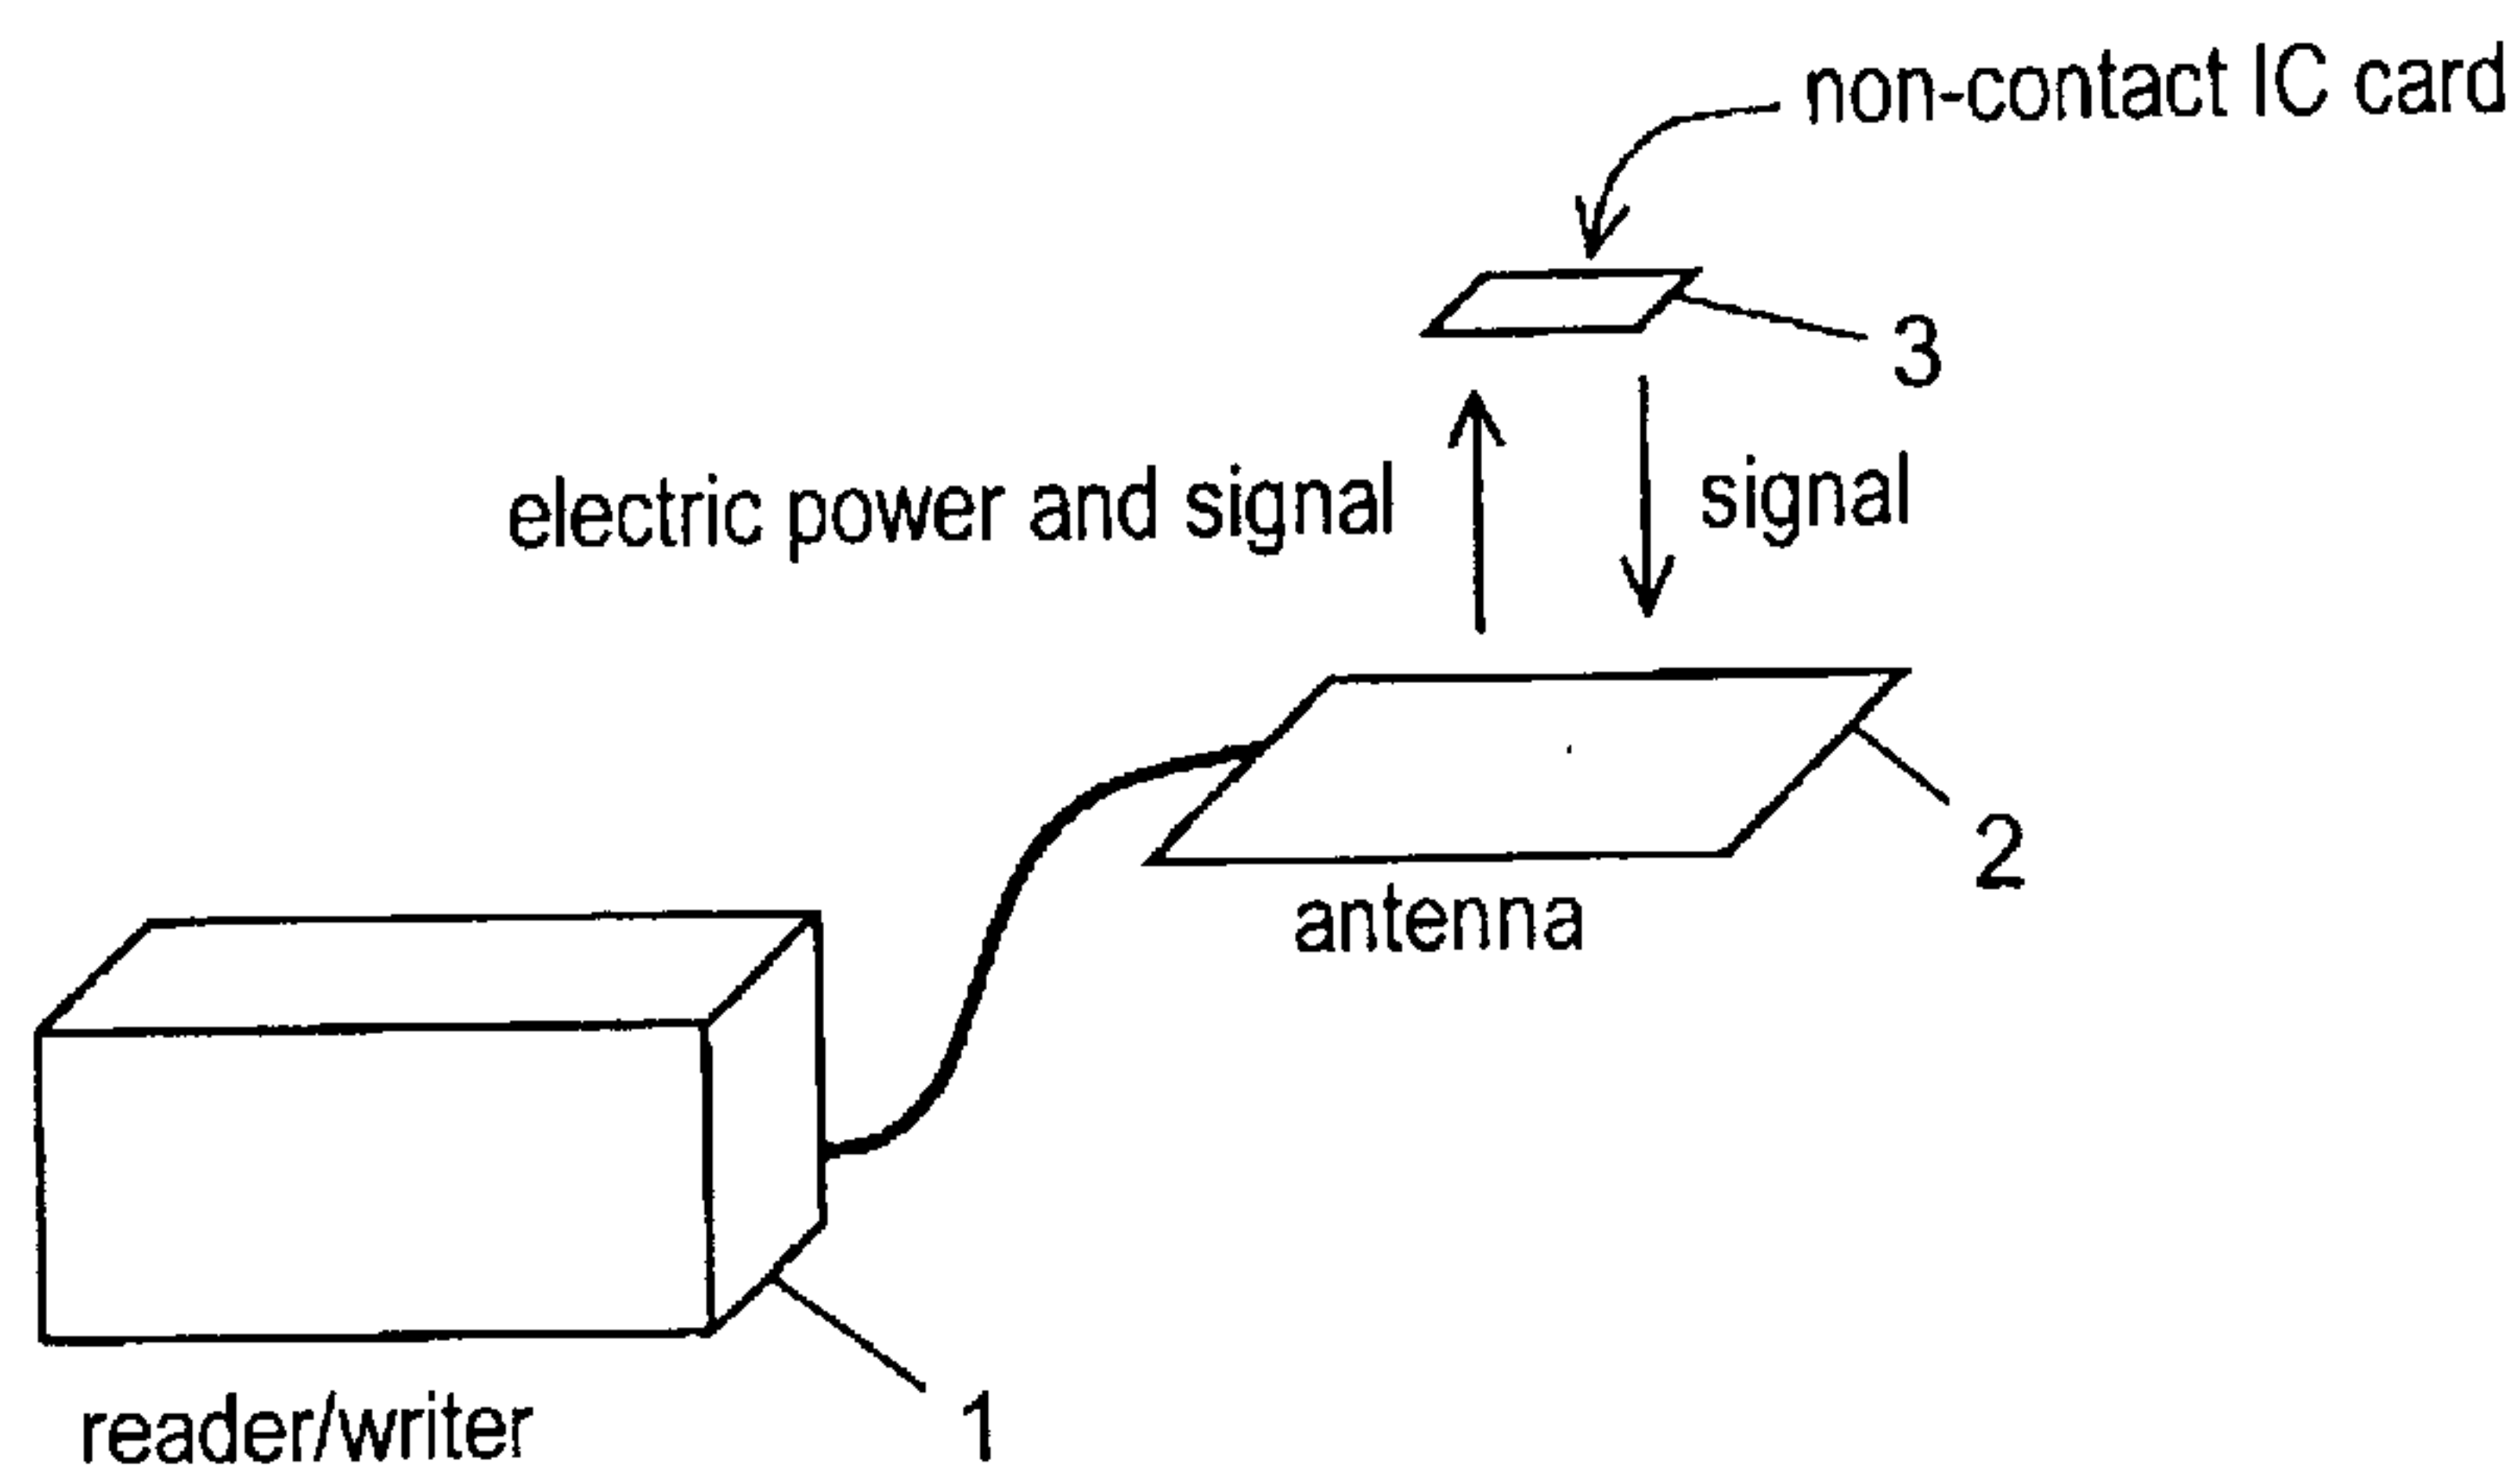 non-contact IC card
3
electric power and signal
signal
2
antenna
reader/writer
1